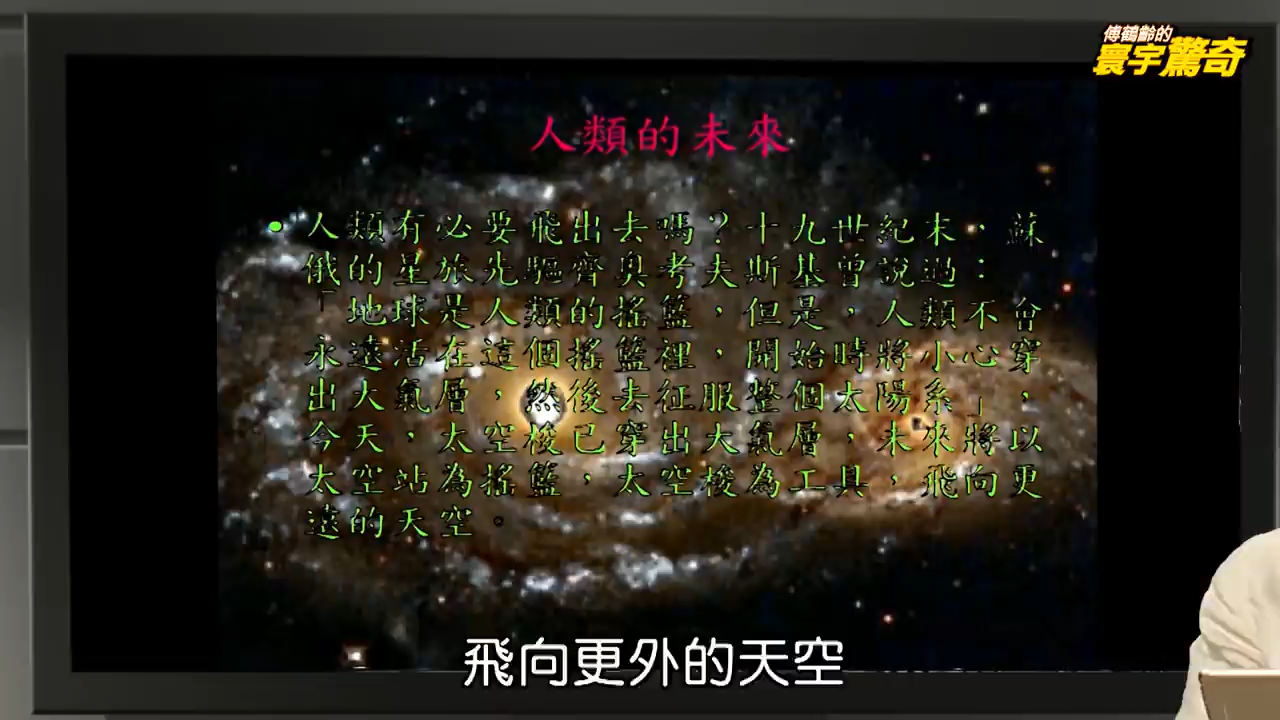 傅鶴齡的
寰宇驚奇
人類的未來
• 人類有必要飛出去嗎？十九世紀末，蘇
俄的星旅先驅齊奧考夫斯基曾說過：
「地球是人類的搖籃，但是，人類不會
永遠活在這個搖籃裡，開始時將小心穿
出大氣層，然後去征服整個太陽系」，
今天，太空梭已穿出大氣層，未來將以
太空站為搖籃，太空梭為工具，飛向更
遠的天空。
飛向更外的天空